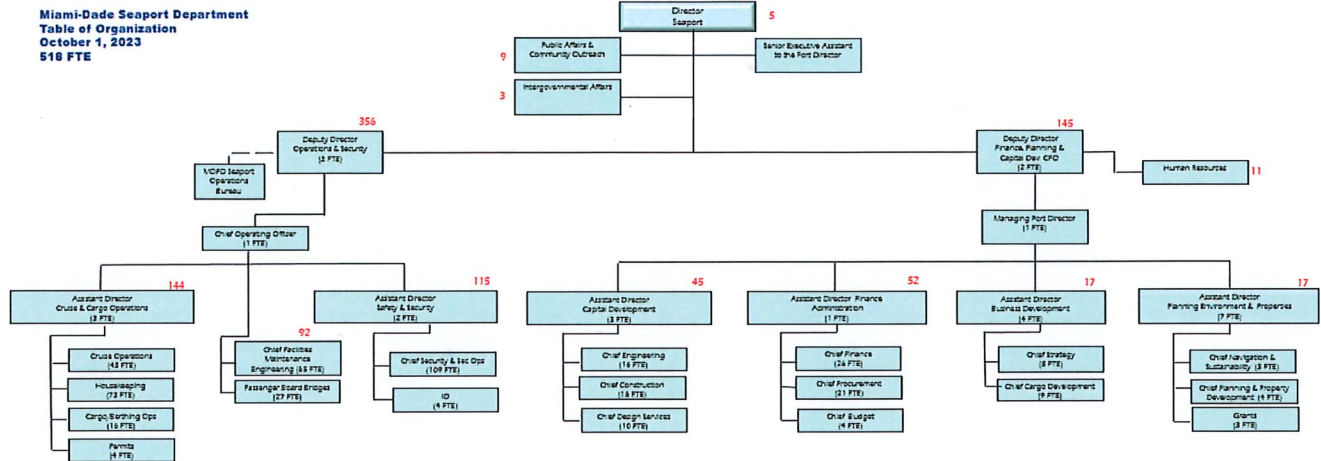 Miami-Dade Seaport Department
Table of Organization
October 1, 2023
518 FTE
Director
Seaport
5
9
Public Affairs &
Community Outreach
Senior Executive Assistant
to the Port Director
3
Intergovernmental Affairs
356
Deputy Director
Operations & Security
145
Deputy Director
Finance, Planning &
Capital Dev. CFO
(2 FTE)
MDPD Seaport
Operations
Bureau
Human Resources
11
Chief Operating Officer
(1 FTE)
Managing Port Director
(1 FTE)
144
Assistant Director
Cruise & Cargo Operations
(3 FTE)
115
Assistant Director
Safety & Security
(2 FTE)
45
Assistant Director
Capital Development
(3 FTE)
52
Assistant Director Finance
Administration
(1 FTE)
17
Assistant Director
Business Development
(4 FTE)
17
Assistant Director
Planning Environment & Properties
(7 FTE)
Cruise Operations
Housekeeping
(73 FTE)
Cargo/Berthing Ops
(16 FTE)
Permits
(4 FTE)
92
Chief Facilities
Maintenance
Engineering (65 FTE)
Passenger Board Bridges
(27 FTE)
Chief Security & Sec Ops
(109 FTE)
ID
(4 FTE)
Chief Engineering
(16 FTE)
Chief Construction
(16 FTE)
Chief Design Services
(10 FTE)
Chief Finance
(26 FTE)
Chief Procurement
(21 FTE)
Chief Budget
(4 FTE)
Chief Strategy
Chief Cargo Development
(9 FTE)
Chief Navigation &
Sustainability (3 FTE)
Chief Planning & Property
Development (4 FTE)
Grants
(3 FTE)